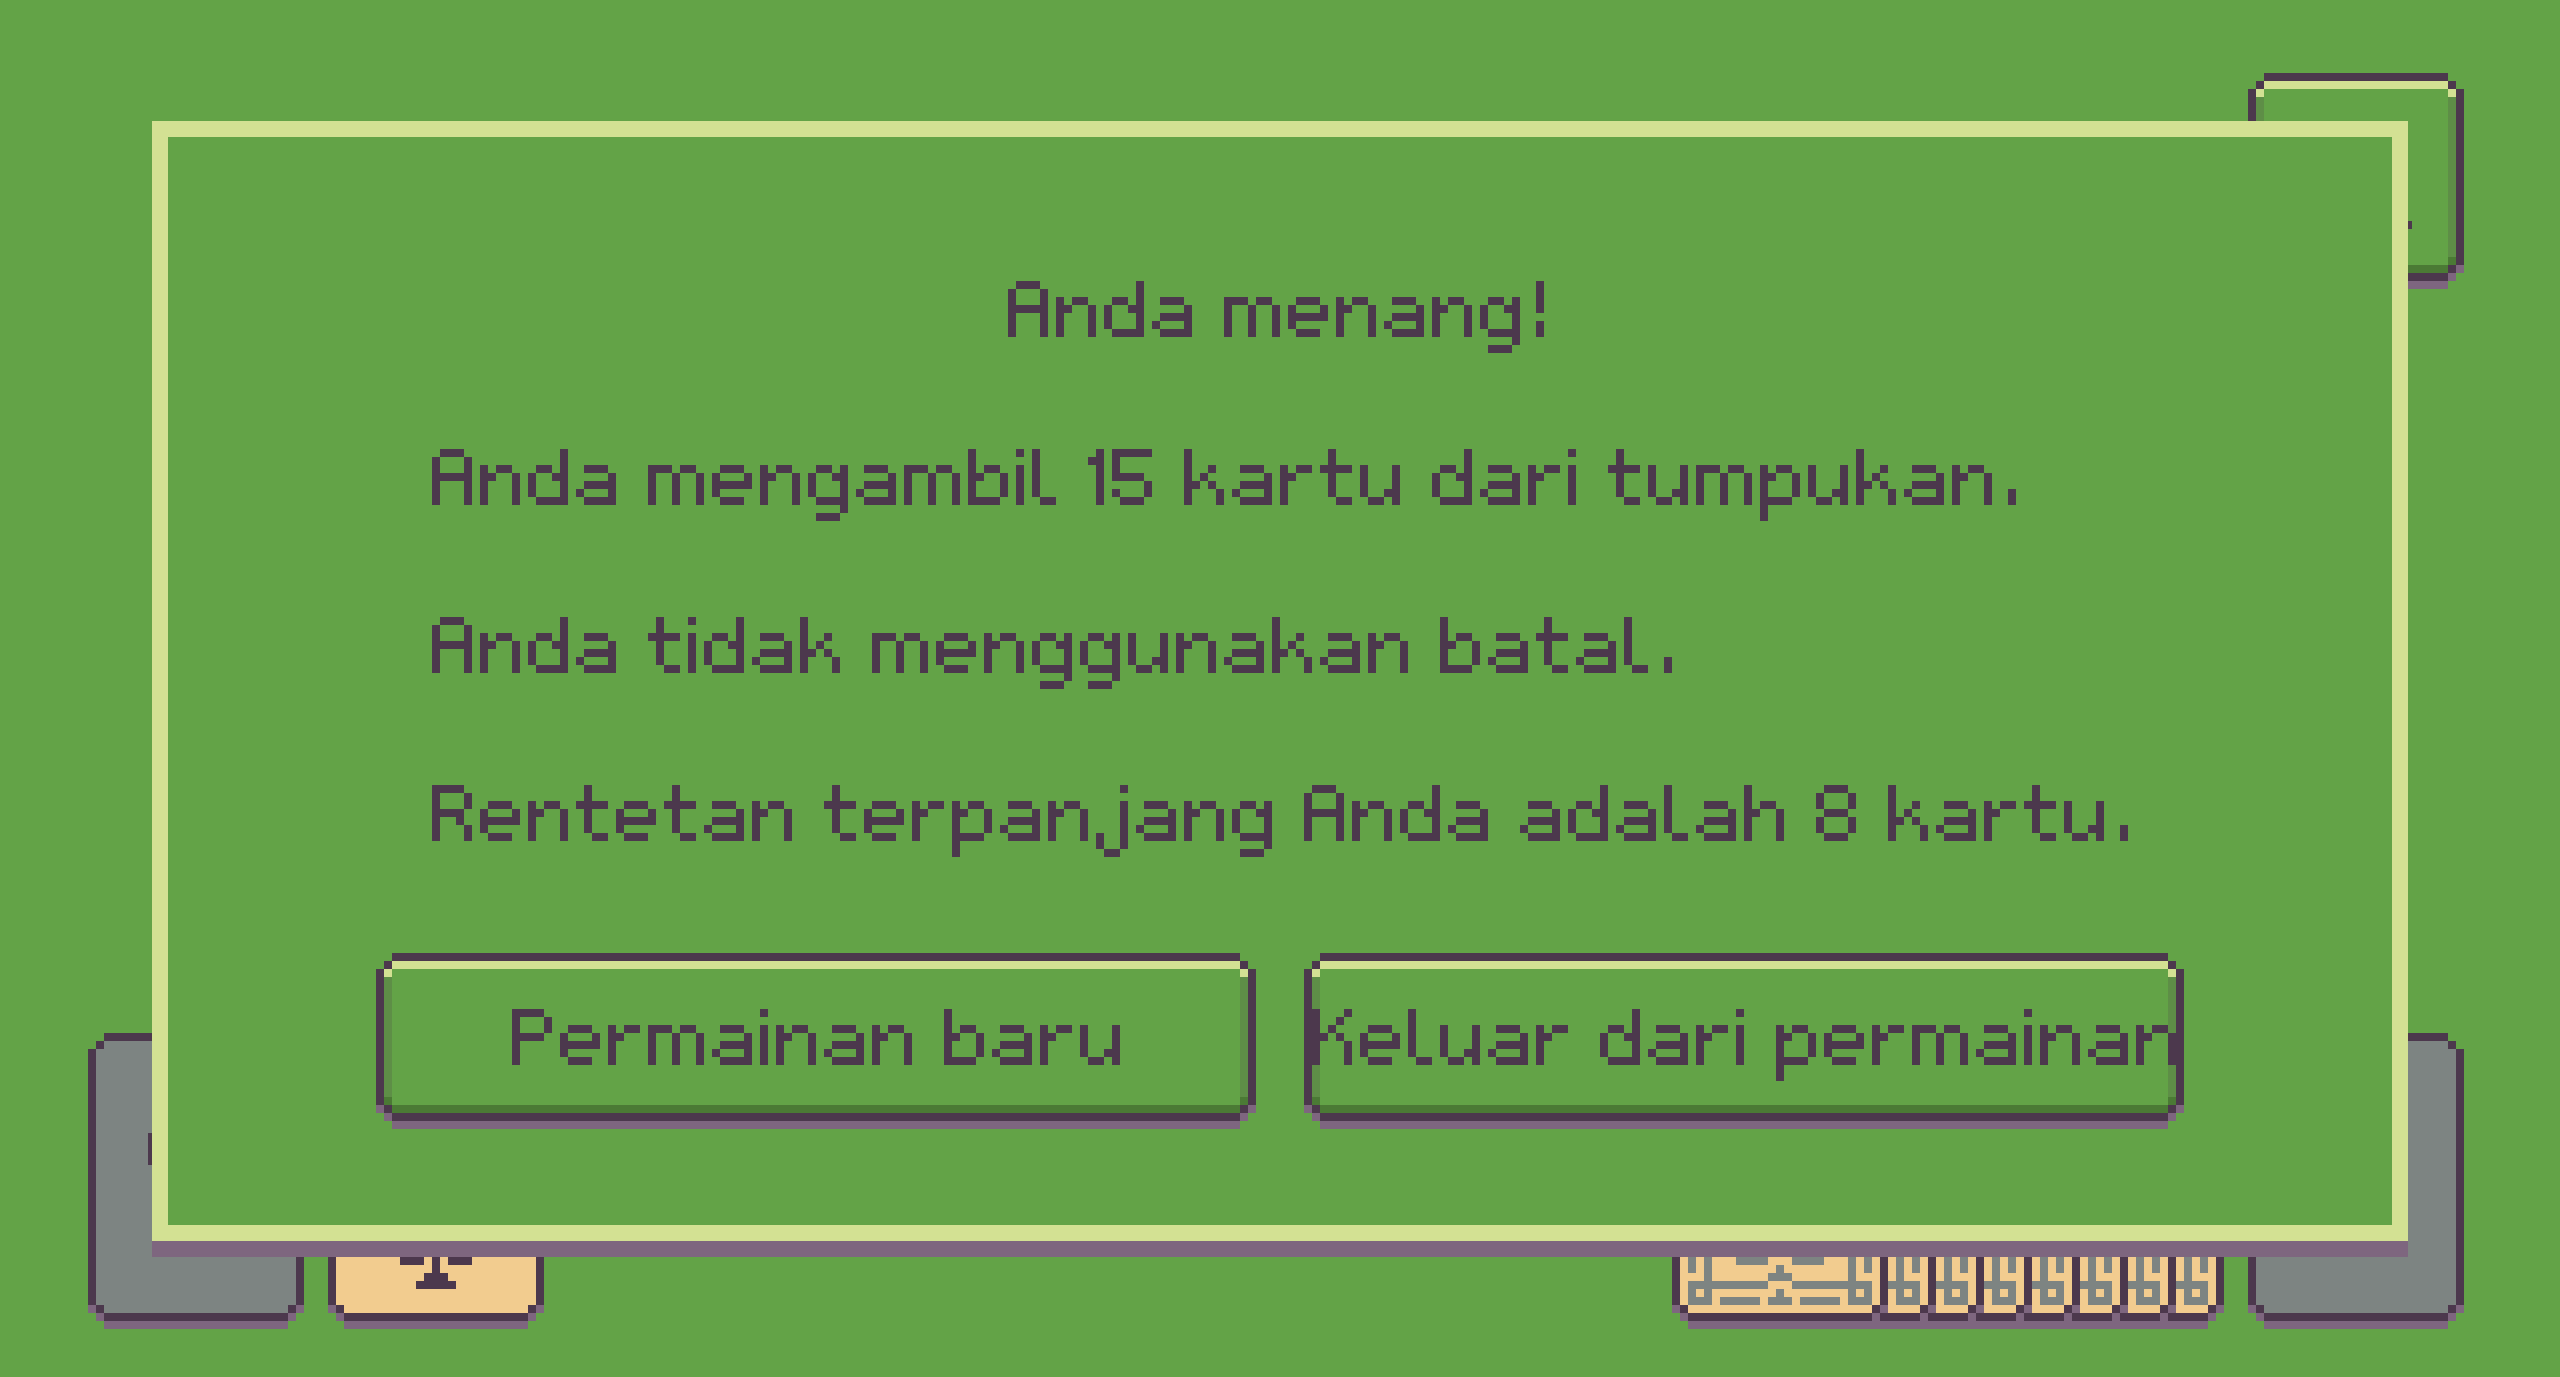 Anda menang!
Anda mengambil 15 kartu dari tumpukan.
Anda tidak menggunakan batal.
Rentetan terpanjang Anda adalah 8 kartu.
Permainan baru
Keluar dari permainan